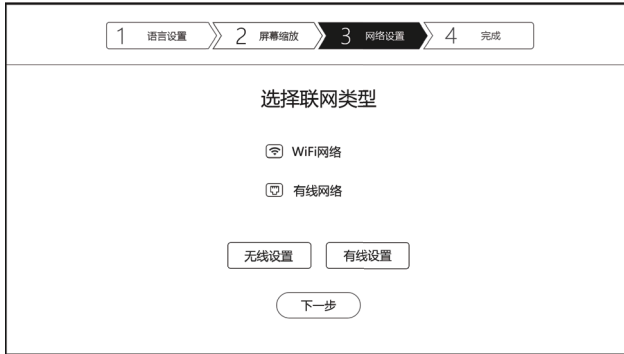 1 语言设置 2 屏幕缩放 3 网络设置 4 完成
选择联网类型
WiFi网络
有线网络
无线设置 有线设置
下一步